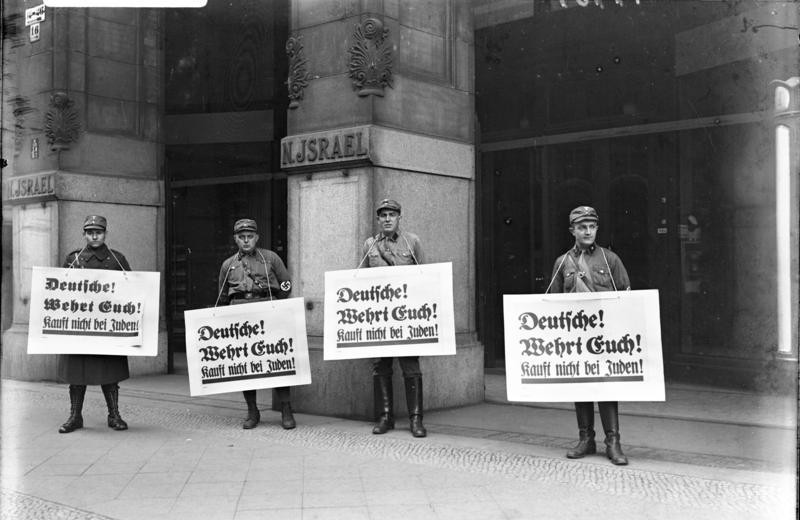 16
N.JSRAEL
N.JSRAEL
Deutsche!
Wehrt Euch!
Kauft nicht bei Juden!
Deutsche!
Wehrt Euch!
Kauft nicht bei Juden!
Deutsche!
Wehrt Euch!
Kauft nicht bei Juden!
Deutsche!
Wehrt Euch!
Kauft nicht bei Juden!